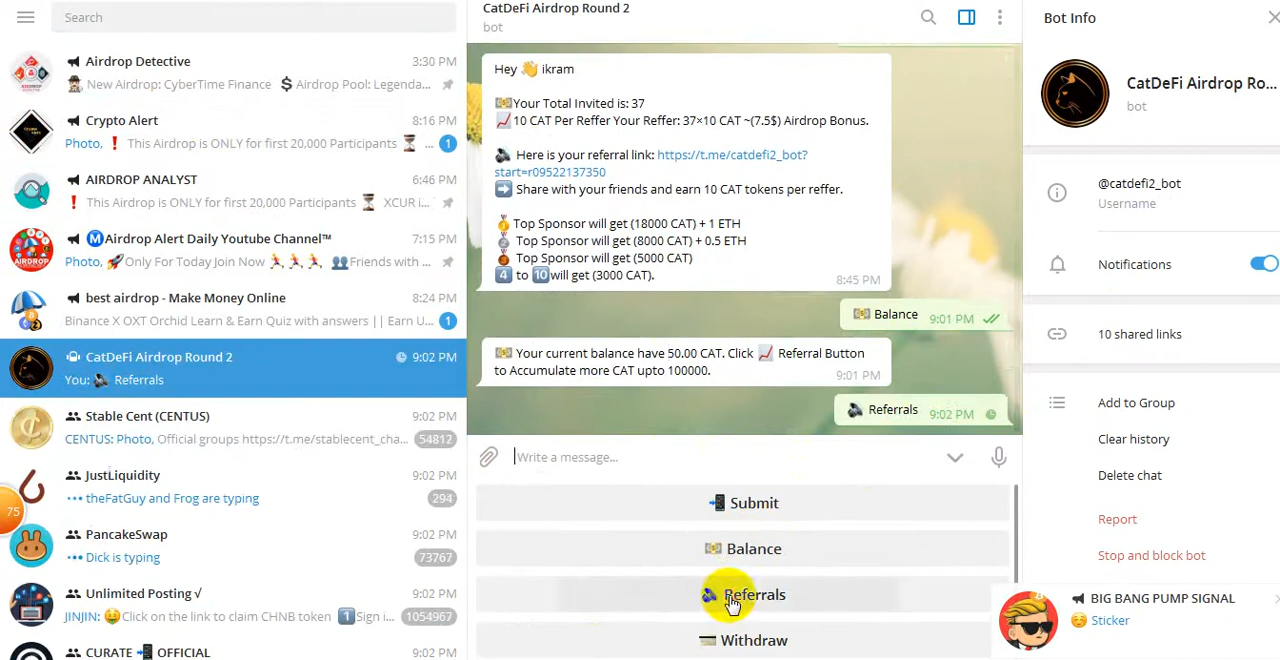 Search
Airdrop Detective 3:30 PM
New Airdrop: CyberTime Finance $ Airdrop Pool: Legenda...
Crypto Alert 8:16 PM
Photo, ❗ This Airdrop is ONLY for first 20,000 Participants ⏳ ... 1
AIRDROP ANALYST 6:46 PM
❗ This Airdrop is ONLY for first 20,000 Participants ⏳ XCUR i...
Ⓜ️Airdrop Alert Daily Youtube Channel™ 7:15 PM
Photo, 🚀Only For Today Join Now 🏃🏃🏃 👥Friends with ...
best airdrop - Make Money Online 8:24 PM
Binance X OXT Orchid Learn & Earn Quiz with answers || Earn U... 1
CatDeFi Airdrop Round 2 9:02 PM
You: 🔊 Referrals
Stable Cent (CENTUS) 9:02 PM
CENTUS: Photo, Official groups https://t.me/stablecent_cha... 54812
JustLiquidity 9:02 PM
••• theFatGuy and Frog are typing 294
PancakeSwap 9:02 PM
••• Dick is typing 73767
Unlimited Posting √ 9:02 PM
JINJIN: 🤑Click on the link to claim CHNB token 1️⃣Sign i... 1054967
CURATE 📲 OFFICIAL 9:02 PM
75
CatDeFi Airdrop Round 2
bot
Hey 👋 ikram
💵Your Total Invited is: 37
📈10 CAT Per Reffer Your Reffer: 37×10 CAT ~(7.5$) Airdrop Bonus.
🔊 Here is your referral link: https://t.me/catdefi2_bot?
start=r09522137350
➡️ Share with your friends and earn 10 CAT tokens per reffer.
🥇 Top Sponsor will get (18000 CAT) + 1 ETH
🥈 Top Sponsor will get (8000 CAT) + 0.5 ETH
🥉 Top Sponsor will get (5000 CAT)
4️⃣ to 🔟will get (3000 CAT).
8:45 PM
💵 Balance 9:01 PM
💵 Your current balance have 50.00 CAT. Click 📈 Referral Button
to Accumulate more CAT upto 100000.
9:01 PM
🔊 Referrals 9:02 PM
Write a message...
📲 Submit
💵 Balance
🔊 Referrals
💳 Withdraw
Bot Info
CatDeFi Airdrop Ro...
bot
@catdefi2_bot
Username
Notifications
10 shared links
Add to Group
Clear history
Delete chat
Report
Stop and block bot
BIG BANG PUMP SIGNAL
☺️ Sticker